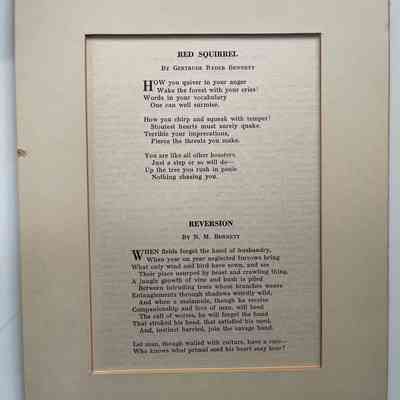 RED SQUIRREL
By Gertrude Ryder Bennett
HOW you quiver in your anger
Wake the forest with your cries!
Words in your vocabulary
One can well surmise.
How you chirp and squeak with temper!
Stoutest hearts must surely quake.
Terrible your imprecations,
Fierce the threats you make.
You are like all other boasters,
Just a step or so will do—
Up the tree you rush in panic
Nothing chasing you.
REVERSION
By N. M. Bonnett
WHEN fields forget the hand of husbandry,
When year on year neglected furrows bring
What only wind and bird have sown, and see
Their place usurped by beast and crawling thing,
A jungle growth of vine and bush is piled
Between intruding trees whose branches weave
Entanglements through shadows weirdly wild,
And when a malemute, though he receive
Companionship and love of man, will heed
The call of wolves, he will forget the hand
That stroked his head, that satisfied his need,
And, instinct harried, join the savage band.
Let man, though walled with culture, have a care—
Who knows what primal seed his heart may bear?